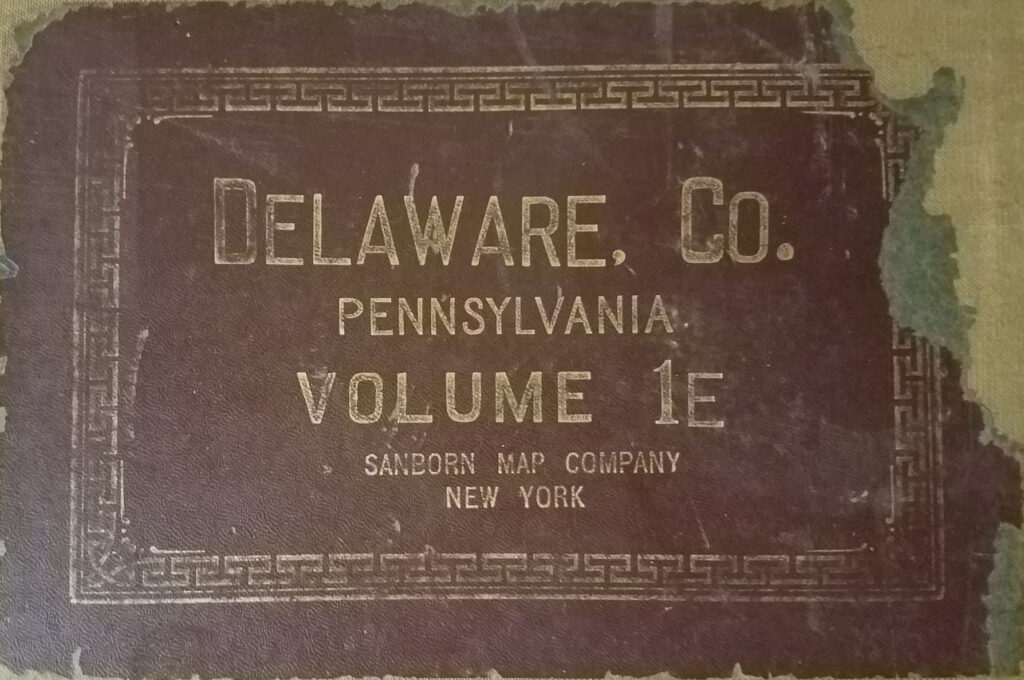 DELAWARE, CO.
PENNSYLVANIA
VOLUME 1E
SANBORN MAP COMPANY
NEW YORK